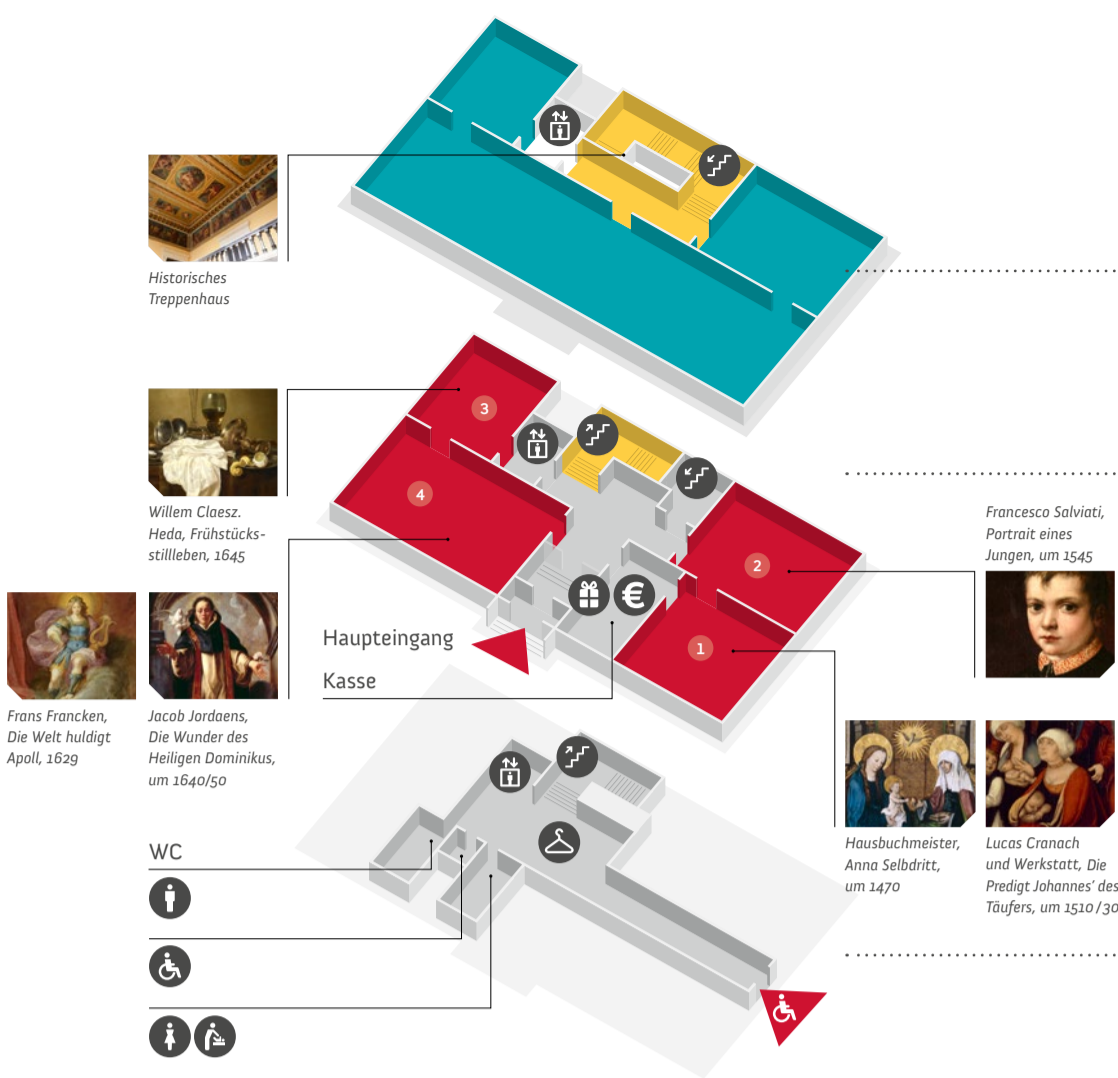 Historisches
Treppenhaus
3
4
Willem Claesz.
Heda, Frühstücks-
stillleben, 1645
Francesco Salviati,
Portrait eines
Jungen, um 1545
2
€
1
Haupteingang
Kasse
Frans Francken,
Die Welt huldigt
Apoll, 1629
Jacob Jordaens,
Die Wunder des
Heiligen Dominikus,
um 1640/50
Hausbuchmeister,
Anna Selbdritt,
um 1470
Lucas Cranach
und Werkstatt, Die
Predigt Johannes' des
Täufers, um 1510/30
WC